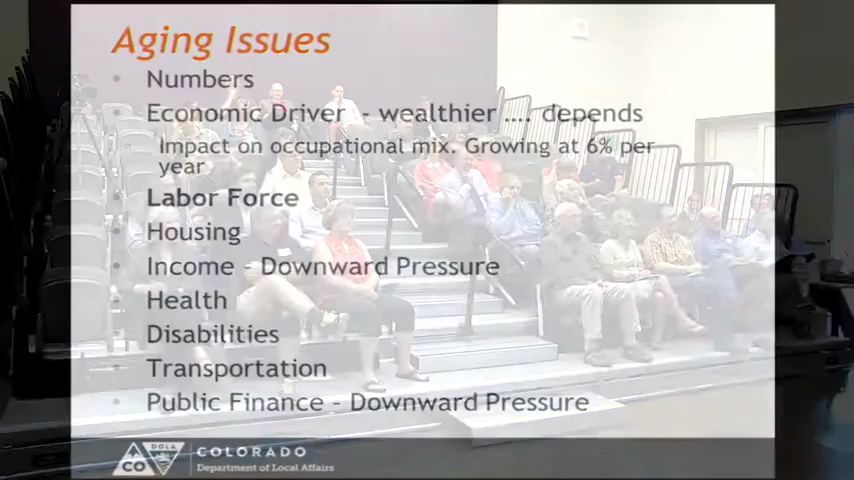 Aging Issues
• Numbers
• Economic Driver - wealthier .... depends
Impact on occupational mix. Growing at 6% per
year
• Labor Force
• Housing
• Income – Downward Pressure
• Health
• Disabilities
• Transportation
• Public Finance – Downward Pressure
CO
DOLA
COLORADO
Department of Local Affairs